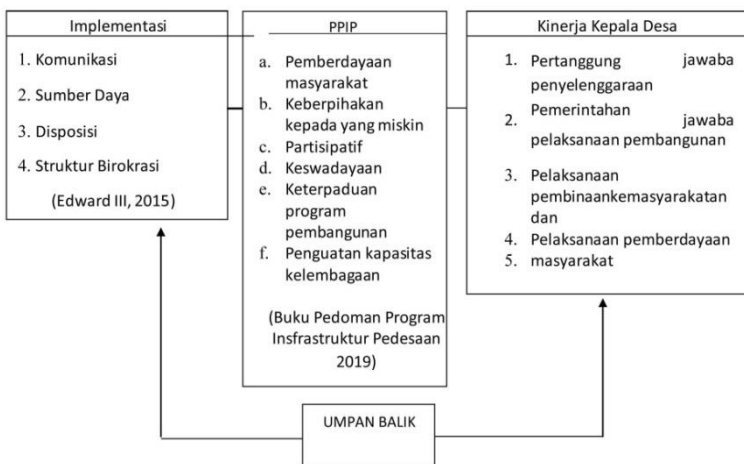 Implementasi
1. Komunikasi
2. Sumber Daya
3. Disposisi
4. Struktur Birokrasi
(Edward III, 2015)
PPIP
a. Pemberdayaan
masyarakat
b. Keberpihakan
kepada yang miskin
c. Partisipatif
d. Keswadayaan
e. Keterpaduan
program
pembangunan
f. Penguatan kapasitas
kelembagaan
(Buku Pedoman Program
Insfrastruktur Pedesaan
2019)
Kinerja Kepala Desa
1. Pertanggung jawaba
penyelenggaraan
2. Pemerintahan jawaba
pelaksanaan pembangunan
3. Pelaksanaan
pembinaankemasyarakatan
dan
4. Pelaksanaan pemberdayaan
5. masyarakat
UMPAN BALIK